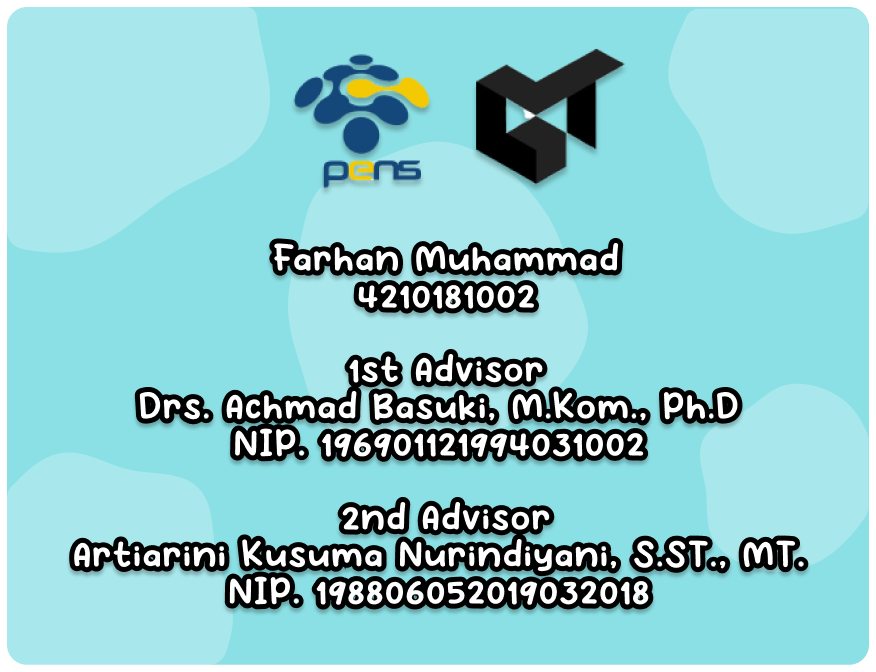 pens
Farhan Muhammad
4210181002
1st Advisor
Drs. Achmad Basuki, M.Kom., Ph.D
NIP. 196901121994031002
2nd Advisor
Artiarini Kusuma Nurindiyani, S.ST., MT.
NIP. 198806052019032018